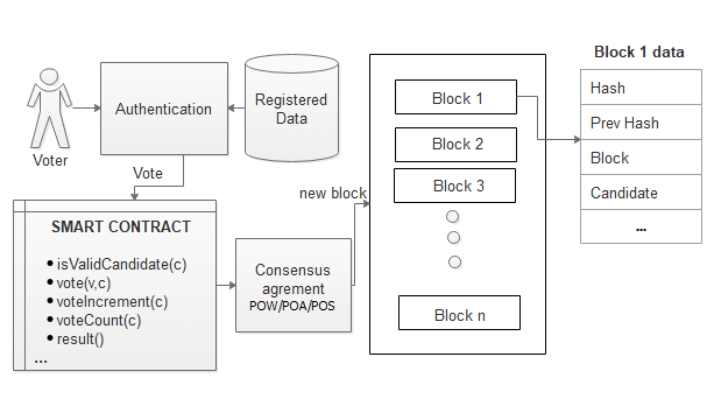 Voter
Authentication
Registered
Data
Vote
SMART CONTRACT
• isValidCandidate(c)
• vote(v,c)
• voteIncrement(c)
• voteCount(c)
• result()
...
Consensus
agrement
POW/POA/POS
new block
Block 1
Block 2
Block 3
Block n
Block 1 data
Hash
Prev Hash
Block
Candidate
...